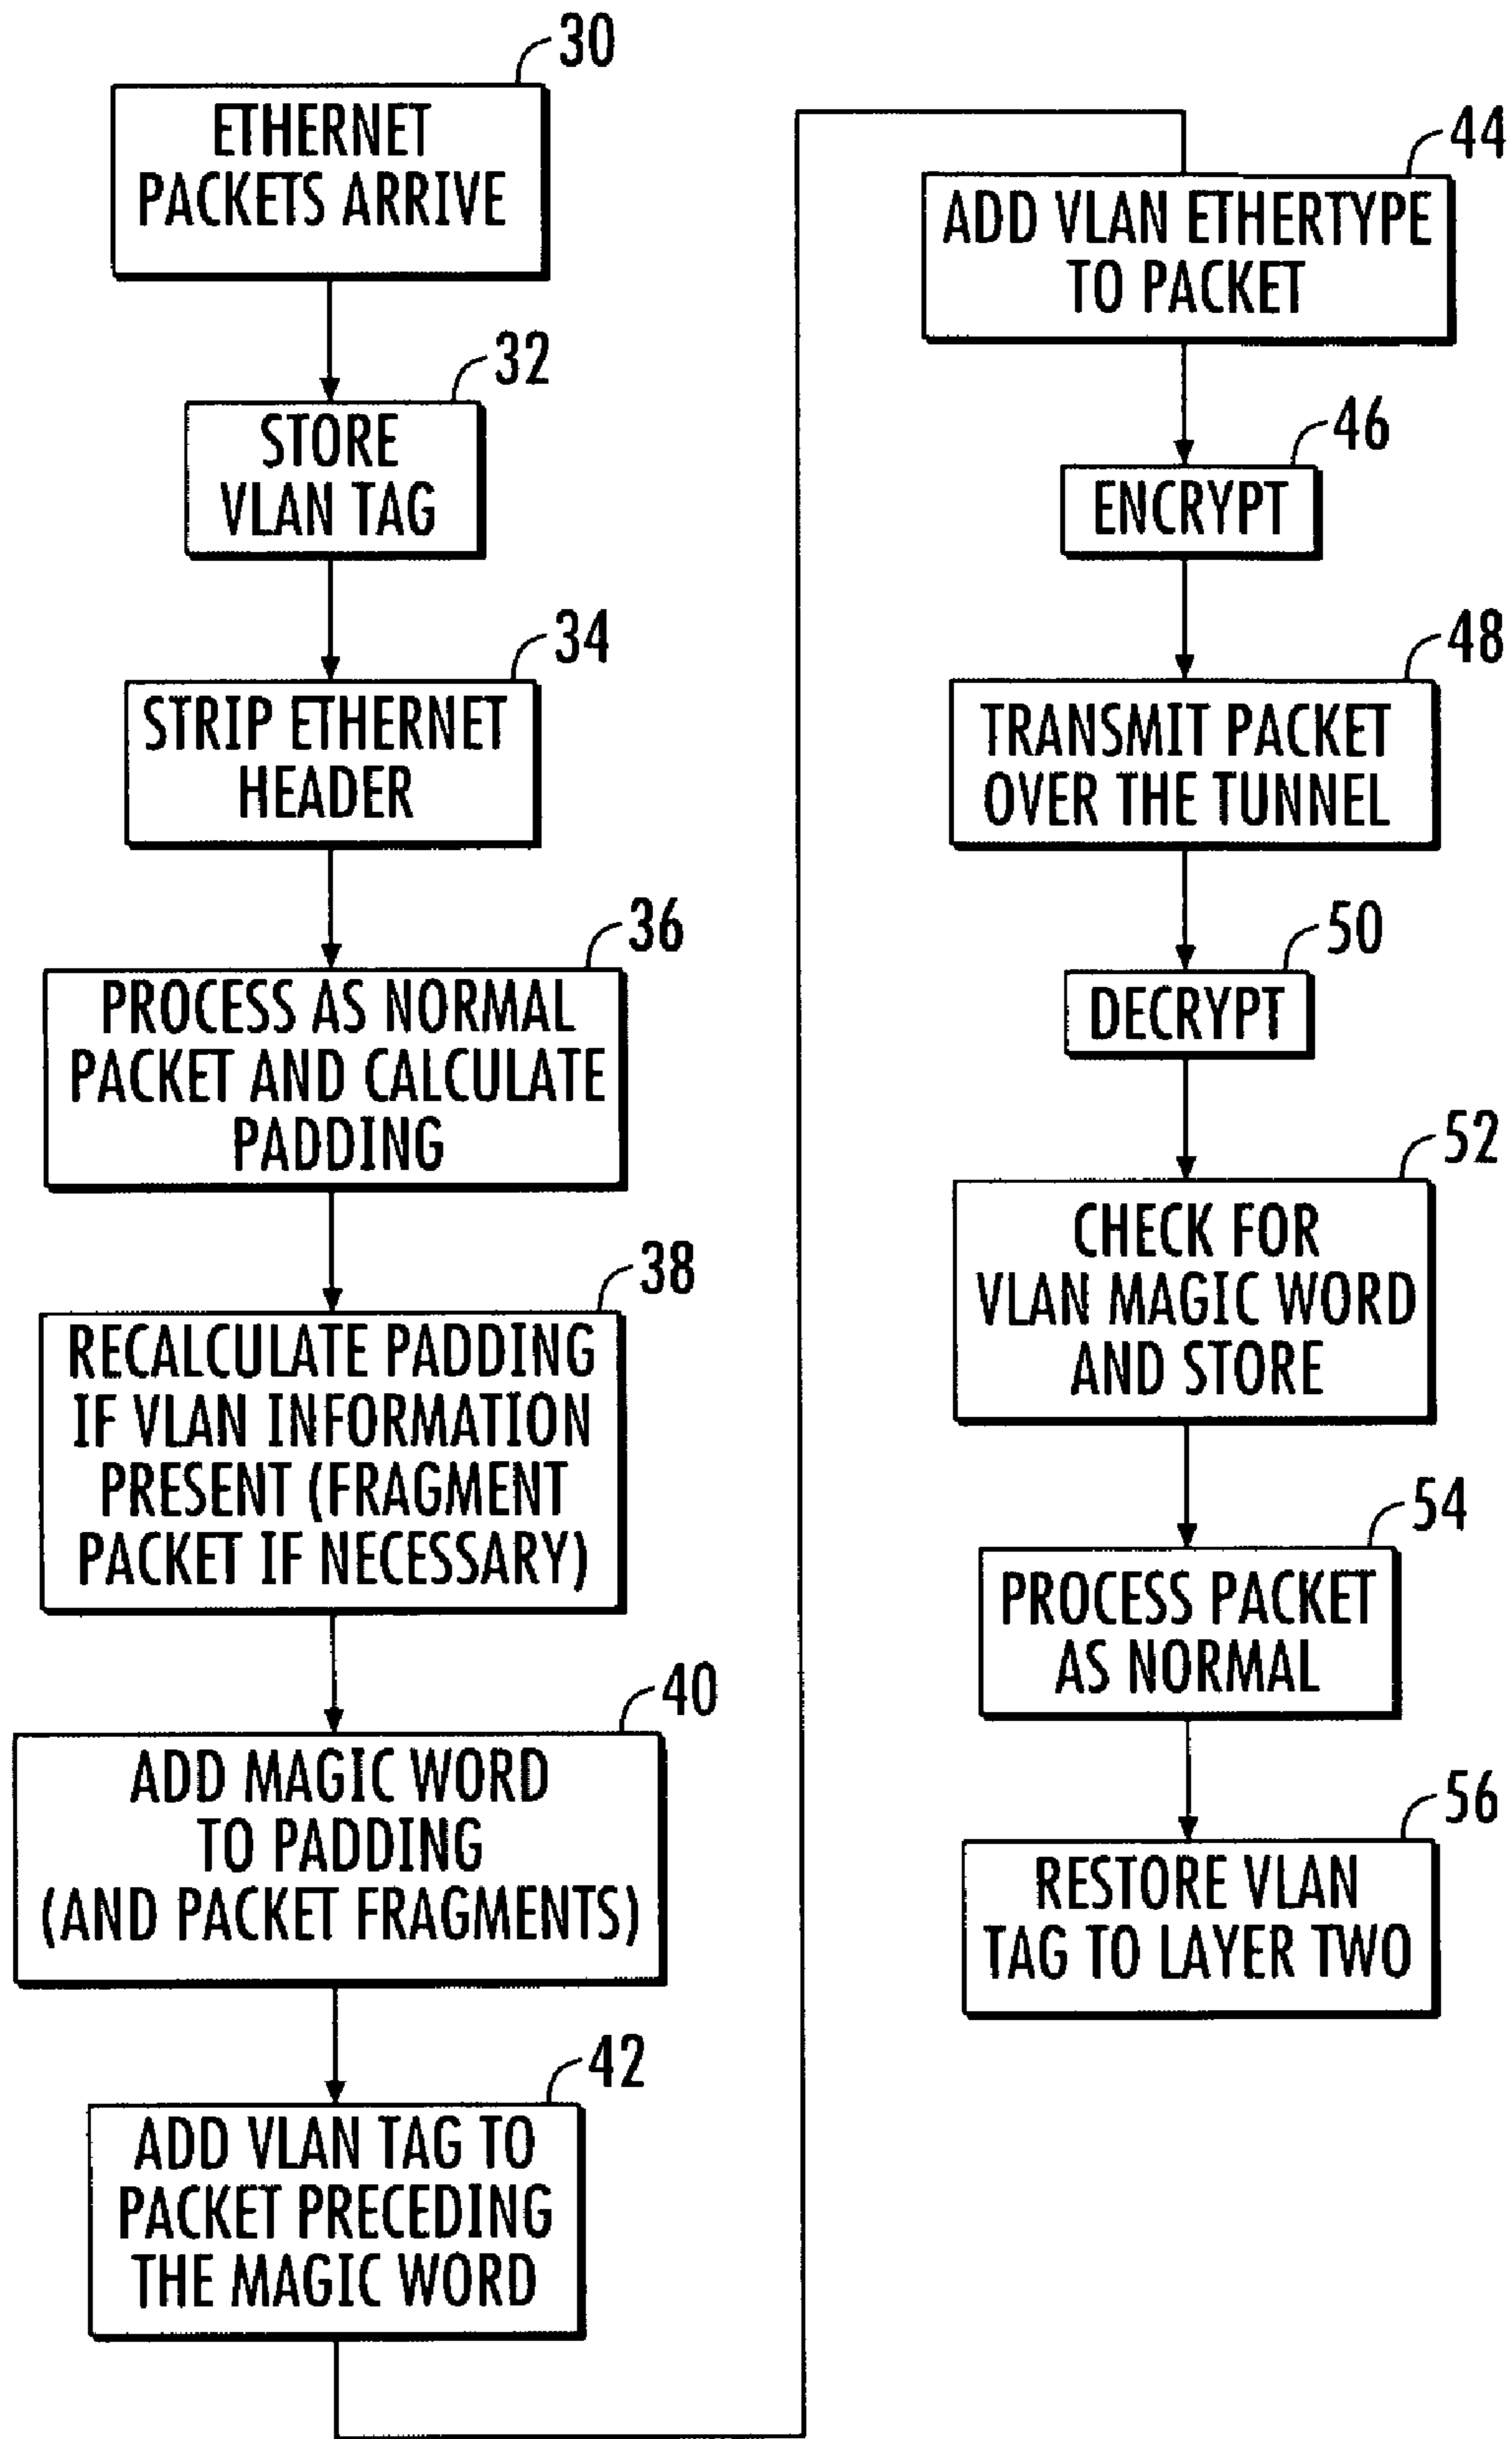 30
ETHERNET
PACKETS ARRIVE
32
STORE
VLAN TAG
34
STRIP ETHERNET
HEADER
36
PROCESS AS NORMAL
PACKET AND CALCULATE
PADDING
38
RECALCULATE PADDING
IF VLAN INFORMATION
PRESENT (FRAGMENT
PACKET IF NECESSARY)
40
ADD MAGIC WORD
TO PADDING
(AND PACKET FRAGMENTS)
42
ADD VLAN TAG TO
PACKET PRECEDING
THE MAGIC WORD
44
ADD VLAN ETHERTYPE
TO PACKET
46
ENCRYPT
48
TRANSMIT PACKET
OVER THE TUNNEL
50
DECRYPT
52
CHECK FOR
VLAN MAGIC WORD
AND STORE
54
PROCESS PACKET
AS NORMAL
56
RESTORE VLAN
TAG TO LAYER TWO